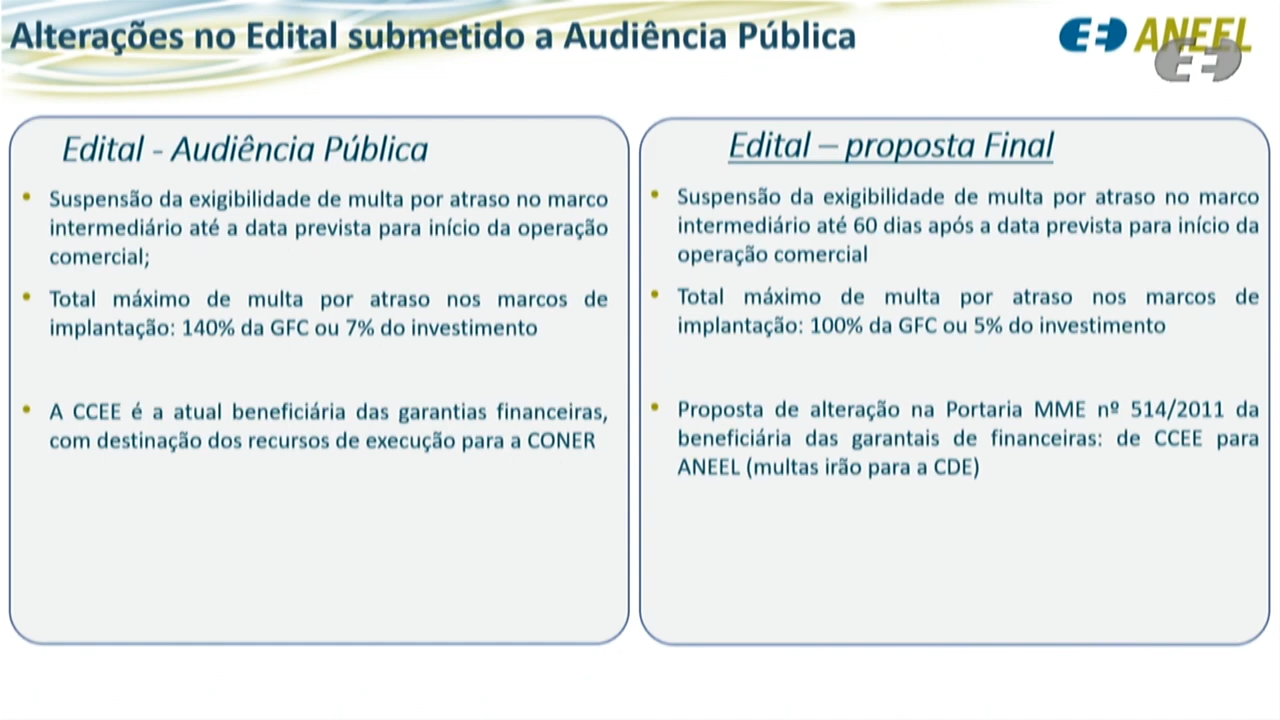 Alterações no Edital submetido a Audiência Pública
ANEEL
Edital - Audiência Pública
• Suspensão da exigibilidade de multa por atraso no marco
intermediário até a data prevista para início da operação
comercial;
• Total máximo de multa por atraso nos marcos de
implantação: 140% da GFC ou 7% do investimento
• A CCEE é a atual beneficiária das garantias financeiras,
com destinação dos recursos de execução para a CONER
Edital – proposta Final
• Suspensão da exigibilidade de multa por atraso no marco
intermediário até 60 dias após a data prevista para início da
operação comercial
• Total máximo de multa por atraso nos marcos de
implantação: 100% da GFC ou 5% do investimento
• Proposta de alteração na Portaria MME nº 514/2011 da
beneficiária das garantais de financeiras: de CCEE para
ANEEL (multas irão para a CDE)